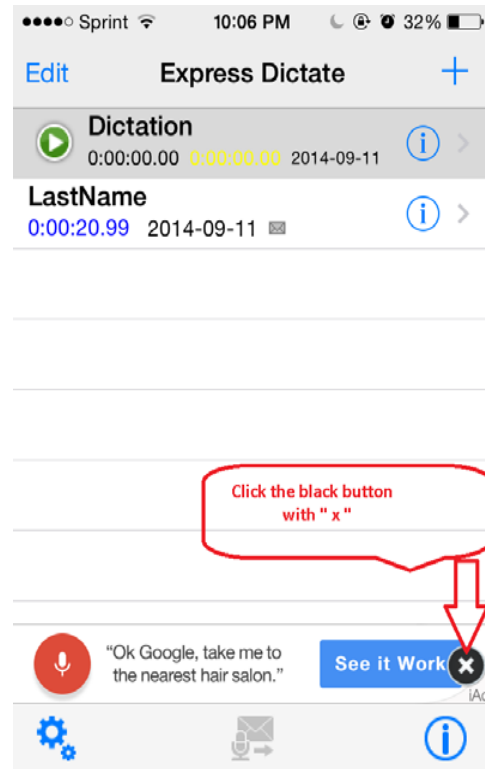 Sprint 10:06 PM 32%
Edit Express Dictate +
Dictation
0:00:00.00 0:00:00.00 2014-09-11
LastName
0:00:20.99 2014-09-11
Click the black button
with " x "
"Ok Google, take me to
the nearest hair salon."
See it Work
iAd